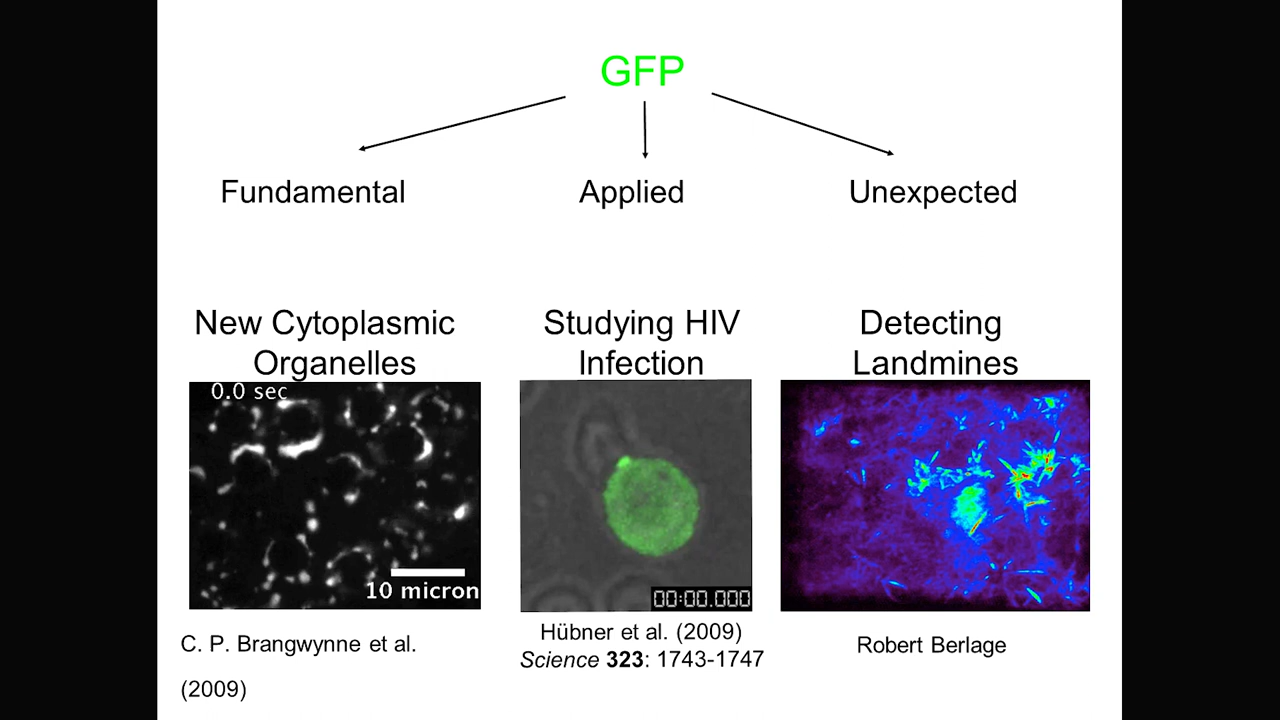 GFP
Fundamental
Applied
Unexpected
New Cytoplasmic
Organelles
Studying HIV
Infection
Detecting
Landmines
0.0 sec
10 micron
00:00.000
C. P. Brangwynne et al.
(2009)
Hübner et al. (2009)
Science 323: 1743-1747
Robert Berlage